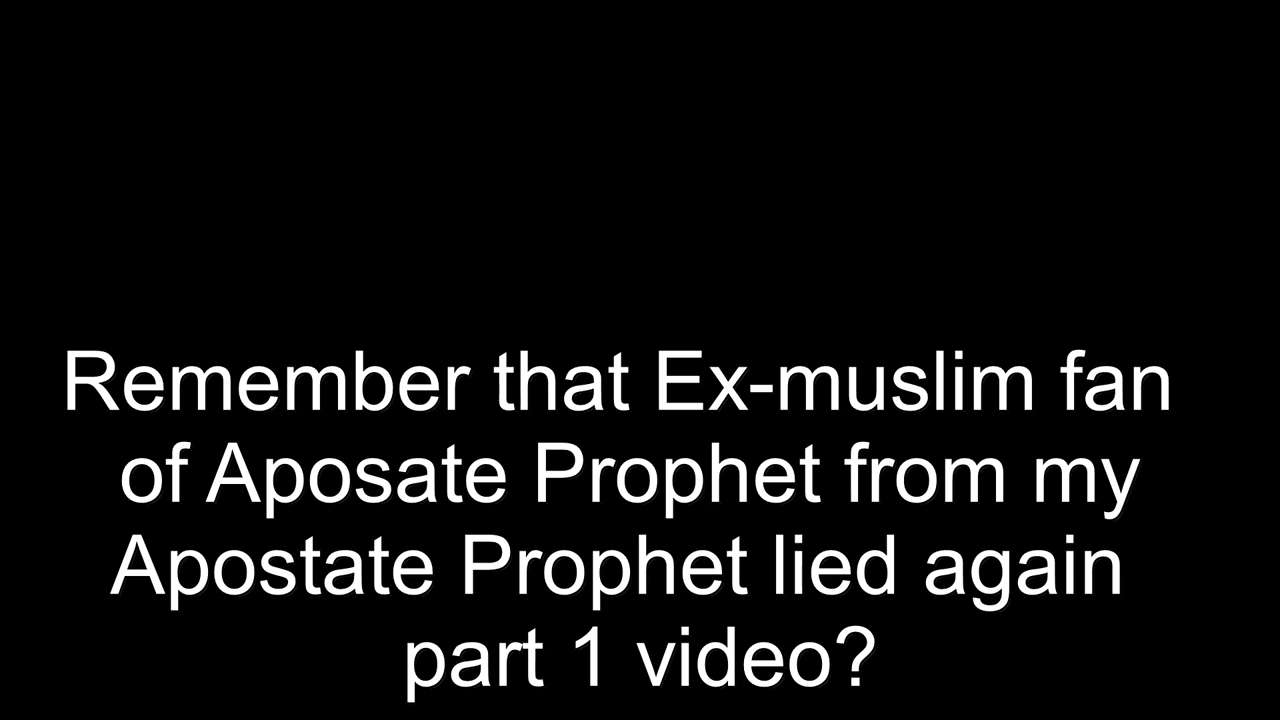 Remember that Ex-muslim fan
of Aposate Prophet from my
Apostate Prophet lied again
part 1 video?